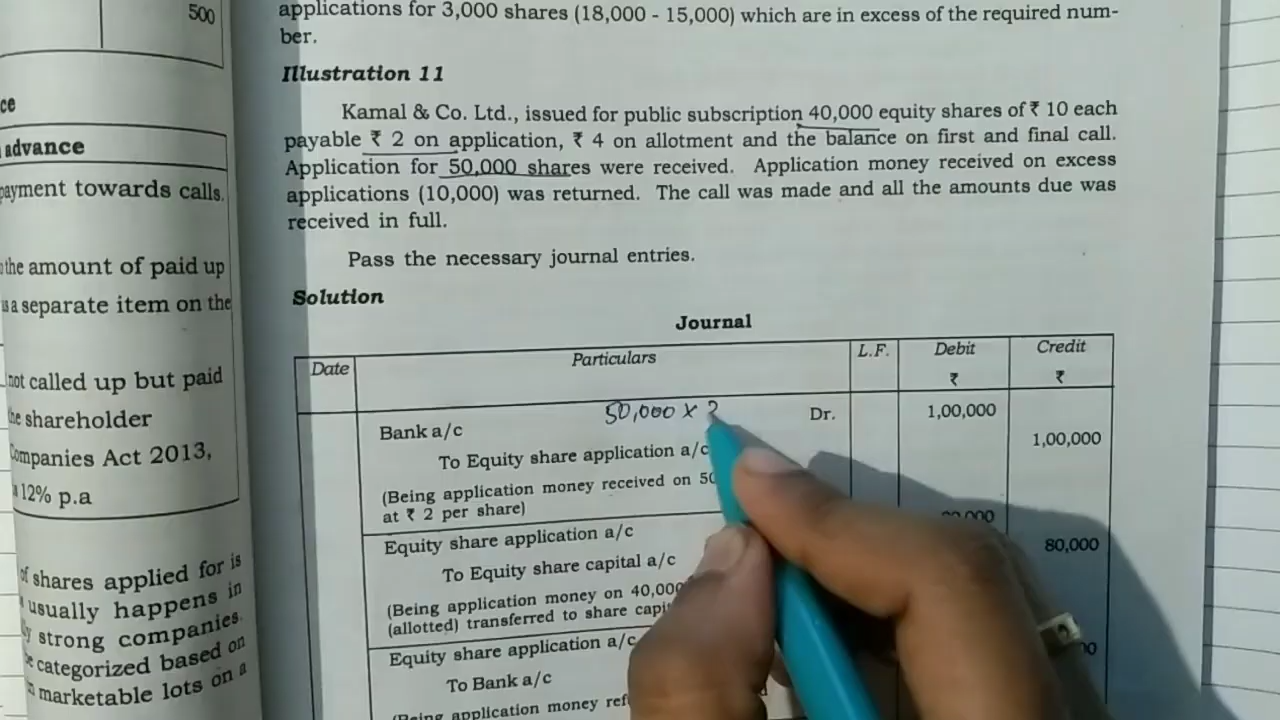 500
ce
advance
payment towards calls.
the amount of paid up
is a separate item on the
not called up but paid
the shareholder
Companies Act 2013,
12% p.a
of shares applied for is
usually happens in
strong companies.
categorized based on
marketable lots on a
applications for 3,000 shares (18,000 - 15,000) which are in excess of the required num-
ber.
Illustration 11
Kamal & Co. Ltd., issued for public subscription 40,000 equity shares of ₹ 10 each
payable ₹ 2 on application, ₹ 4 on allotment and the balance on first and final call.
Application for 50,000 shares were received. Application money received on excess
applications (10,000) was returned. The call was made and all the amounts due was
received in full.
Pass the necessary journal entries.
Solution
Journal
Date Particulars L.F. Debit Credit
₹ ₹
50,000 × 2
Bank a/c Dr. 1,00,000
To Equity share application a/c 1,00,000
(Being application money received on 50
at ₹ 2 per share)
Equity share application a/c
To Equity share capital a/c 80,000
(Being application money on 40,000
(allotted) transferred to share capi
Equity share application a/c
To Bank a/c
(Being application money ref